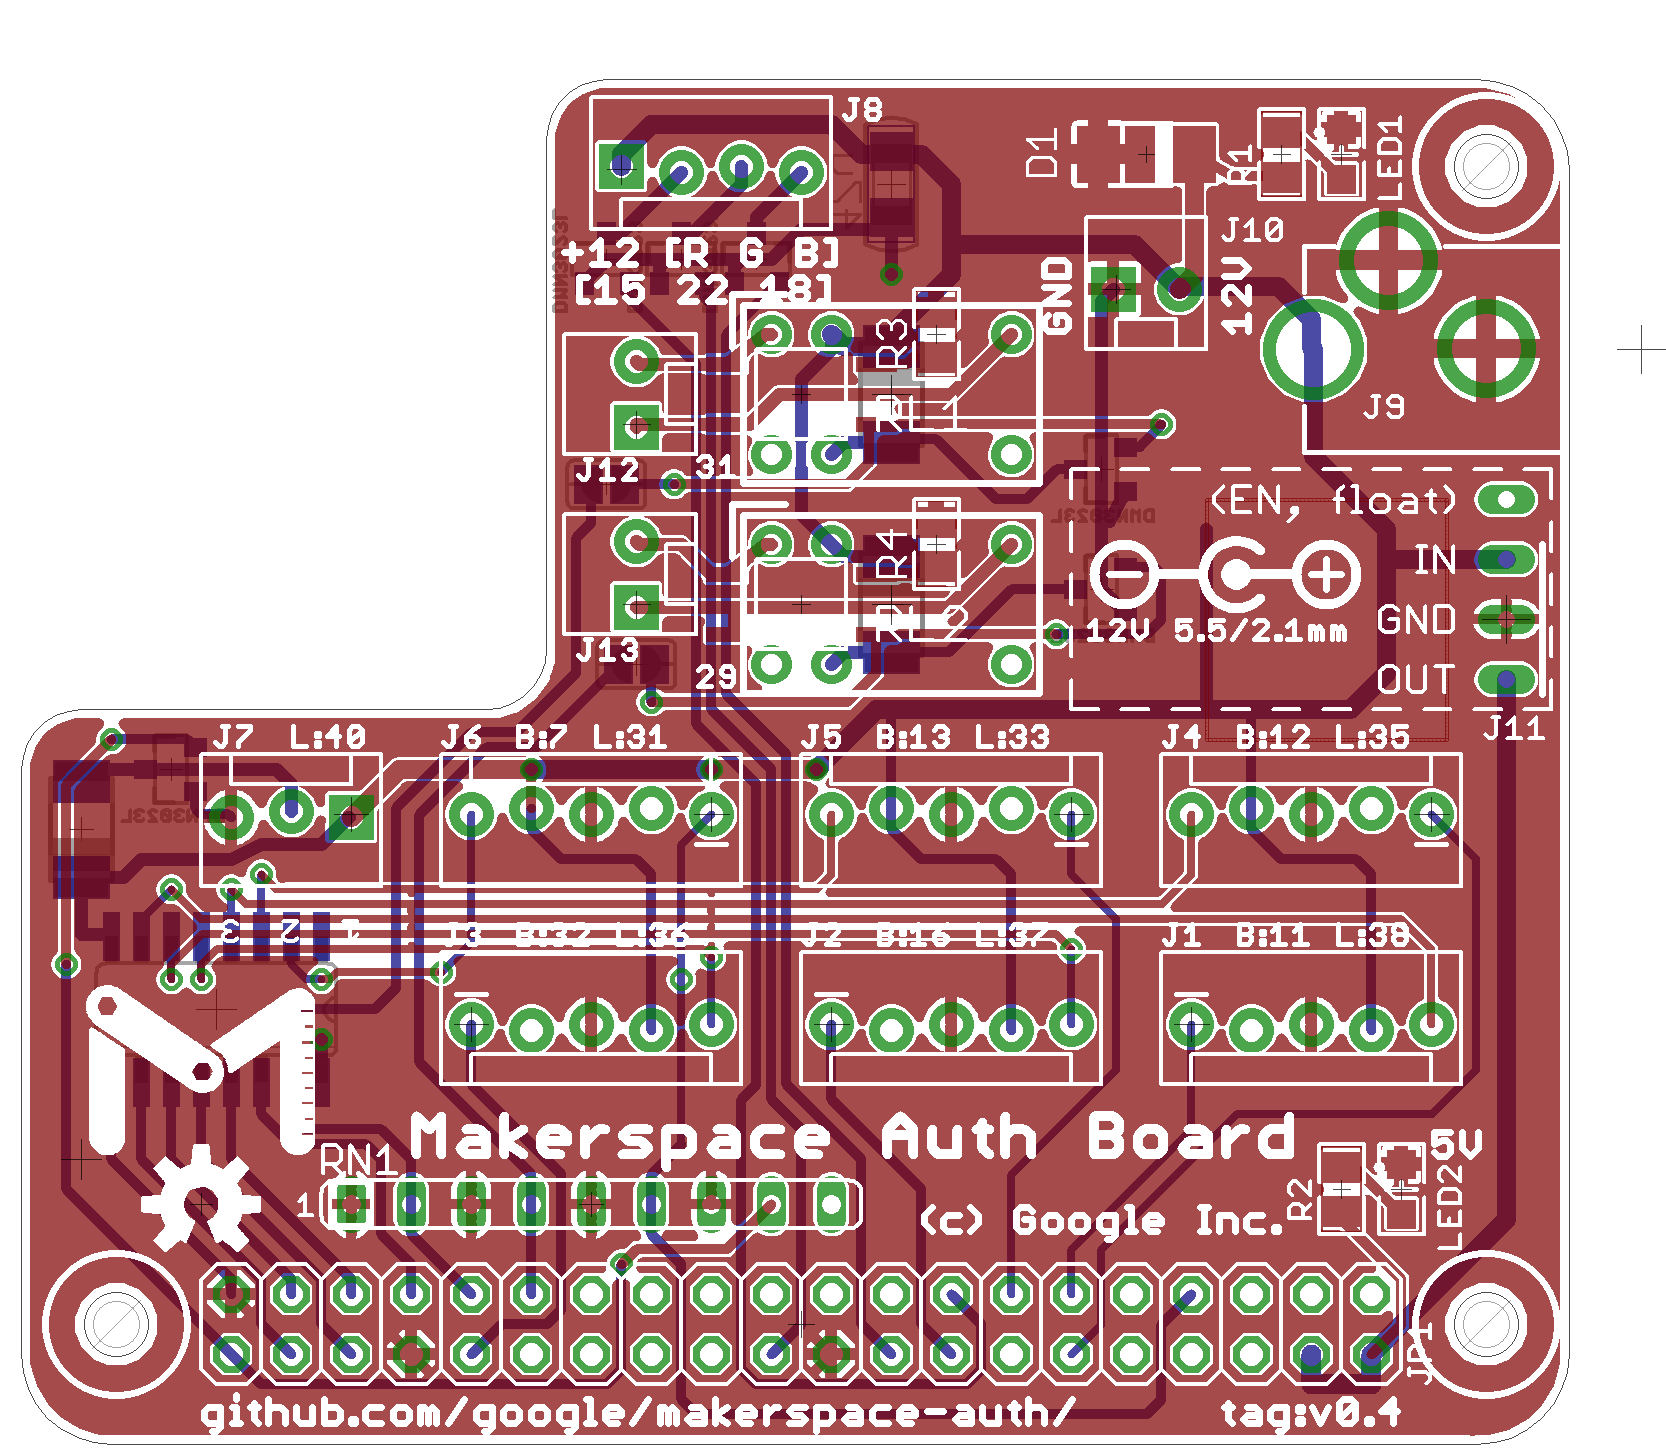 J8
D1
R1
LED1
+12 [R G B]
[15 22 18]
DMN3023L
GND
12V
J10
R3
J9
J12
31
DMN3023L
(EN, float)
R4
IN
GND
12V 5.5/2.1mm
J13
29
OUT
J11
J7 L:40
J6 B:7 L:31
J5 B:13 L:33
J4 B:12 L:35
DMN3023L
3 2 1
J3 B:32 L:36
J2 B:16 L:37
J1 B:11 L:38
Makerspace Auth Board
5V
RN1
1
R2
LED2
(c) Google Inc.
JP1
github.com/google/makerspace-auth/
tag:v0.4